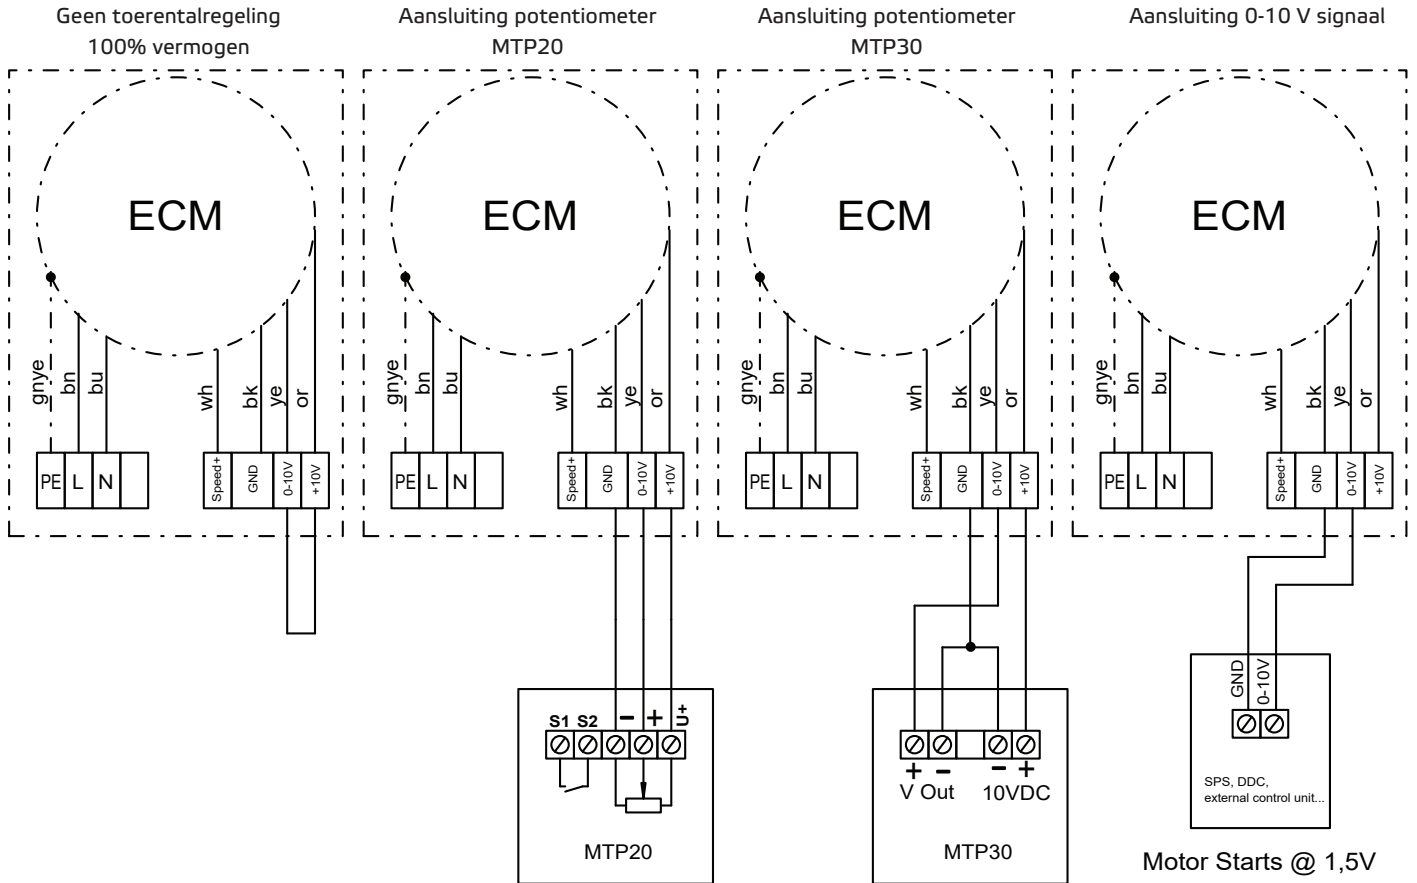 Geen toerentalregeling
100% vermogen
ECM
gnye
bn
bu
wh
bk
ye
or
PE L N
Speed+
GND
0-10V
+10V
Aansluiting potentiometer
MTP20
ECM
gnye
bn
bu
wh
bk
ye
or
PE L N
Speed+
GND
0-10V
+10V
S1 S2 − + U+
MTP20
Aansluiting potentiometer
MTP30
ECM
gnye
bn
bu
wh
bk
ye
or
PE L N
Speed+
GND
0-10V
+10V
+ − − +
V Out 10VDC
MTP30
Aansluiting 0-10 V signaal
ECM
gnye
bn
bu
wh
bk
ye
or
PE L N
Speed+
GND
0-10V
+10V
GND
0-10V
SPS, DDC,
external control unit...
Motor Starts @ 1,5V